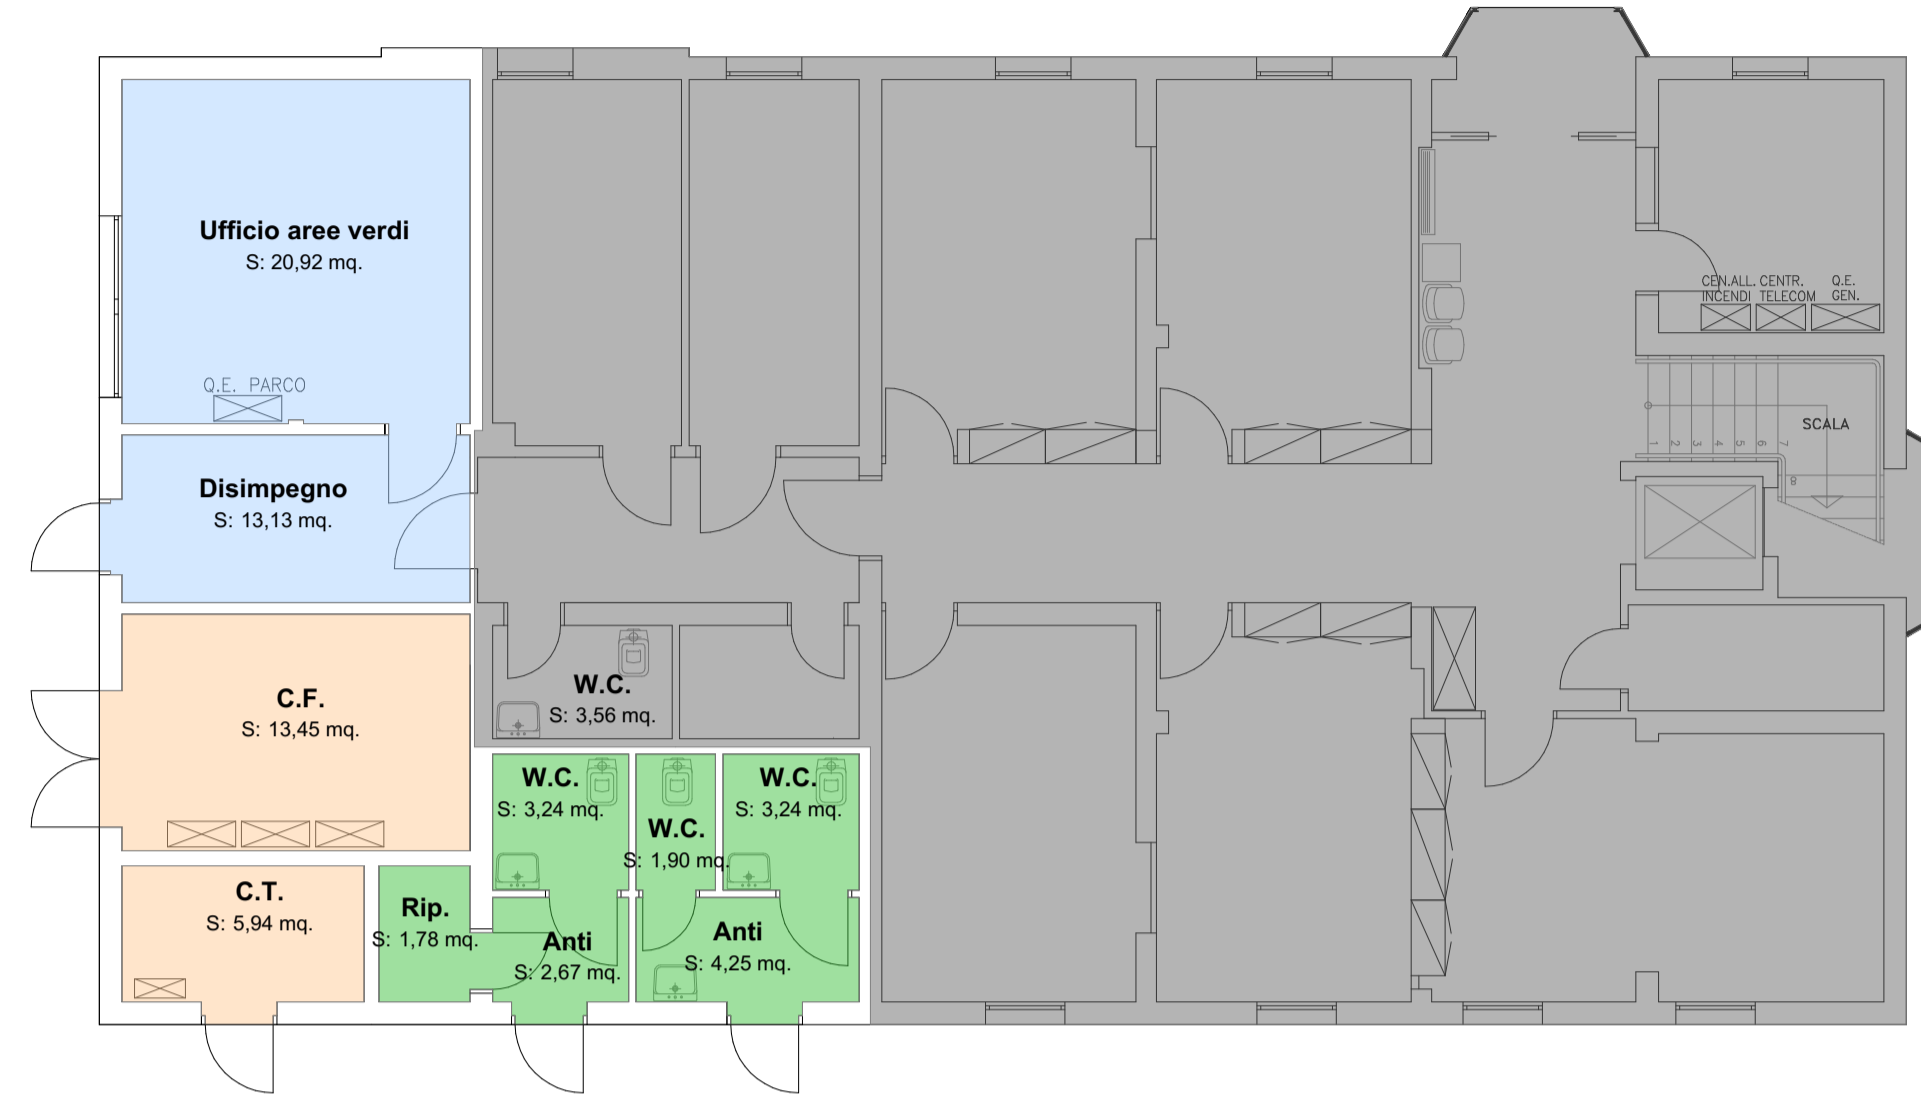 Ufficio aree verdi
S: 20,92 mq.
Q.E. PARCO
Disimpegno
S: 13,13 mq.
C.F.
S: 13,45 mq.
C.T.
S: 5,94 mq.
Rip.
S: 1,78 mq.
W.C.
S: 3,56 mq.
W.C.
S: 3,24 mq.
W.C.
S: 1,90 mq.
W.C.
S: 3,24 mq.
Anti
S: 2,67 mq.
Anti
S: 4,25 mq.
CEN.ALL.
INCENDI
CENTR.
TELECOM
Q.E.
GEN.
SCALA
1 2 3 4 5 6 7
8